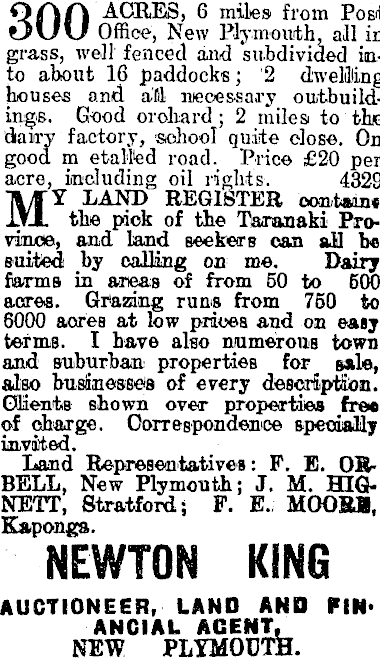 300 ACRES, 6 miles from Post
Office, New Plymouth, all in
grass, well fenced and subdivided in-
to about 16 paddocks; 2 dwelling
houses and all necessary outbuild-
ings. Good orchard; 2 miles to the
dairy factory, school quite close. On
good m etalled road. Price £20 per
acre, including oil rights. 4329
MY LAND REGISTER contains
the pick of the Taranaki Pro-
vince, and land seekers can all be
suited by calling on me. Dairy
farms in areas of from 50 to 500
acres. Grazing runs from 750 to
6000 acres at low prices and on easy
terms. I have also numerous town
and suburban properties for sale,
also businesses of every description.
Clients shown over properties free
of charge. Correspondence specially
invited.
Land Representatives: F. E. OR-
BELL, New Plymouth; J. M. HIG-
NETT, Stratford; F. E. MOORE,
Kaponga.
NEWTON KING
AUCTIONEER, LAND AND FIN-
ANCIAL AGENT,
NEW PLYMOUTH.